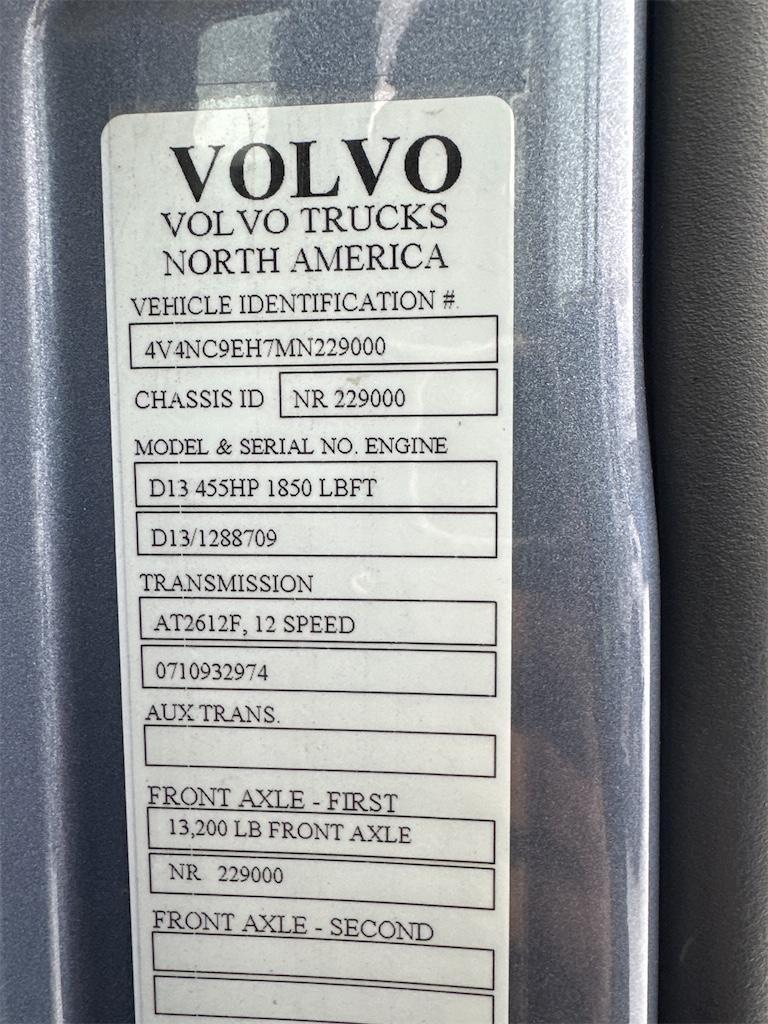 VOLVO
VOLVO TRUCKS
NORTH AMERICA
VEHICLE IDENTIFICATION #.
4V4NC9EH7MN229000
CHASSIS ID NR 229000
MODEL & SERIAL NO. ENGINE
D13 455HP 1850 LBFT
D13/1288709
TRANSMISSION
AT2612F, 12 SPEED
0710932974
AUX TRANS.
FRONT AXLE - FIRST
13,200 LB FRONT AXLE
NR 229000
FRONT AXLE - SECOND